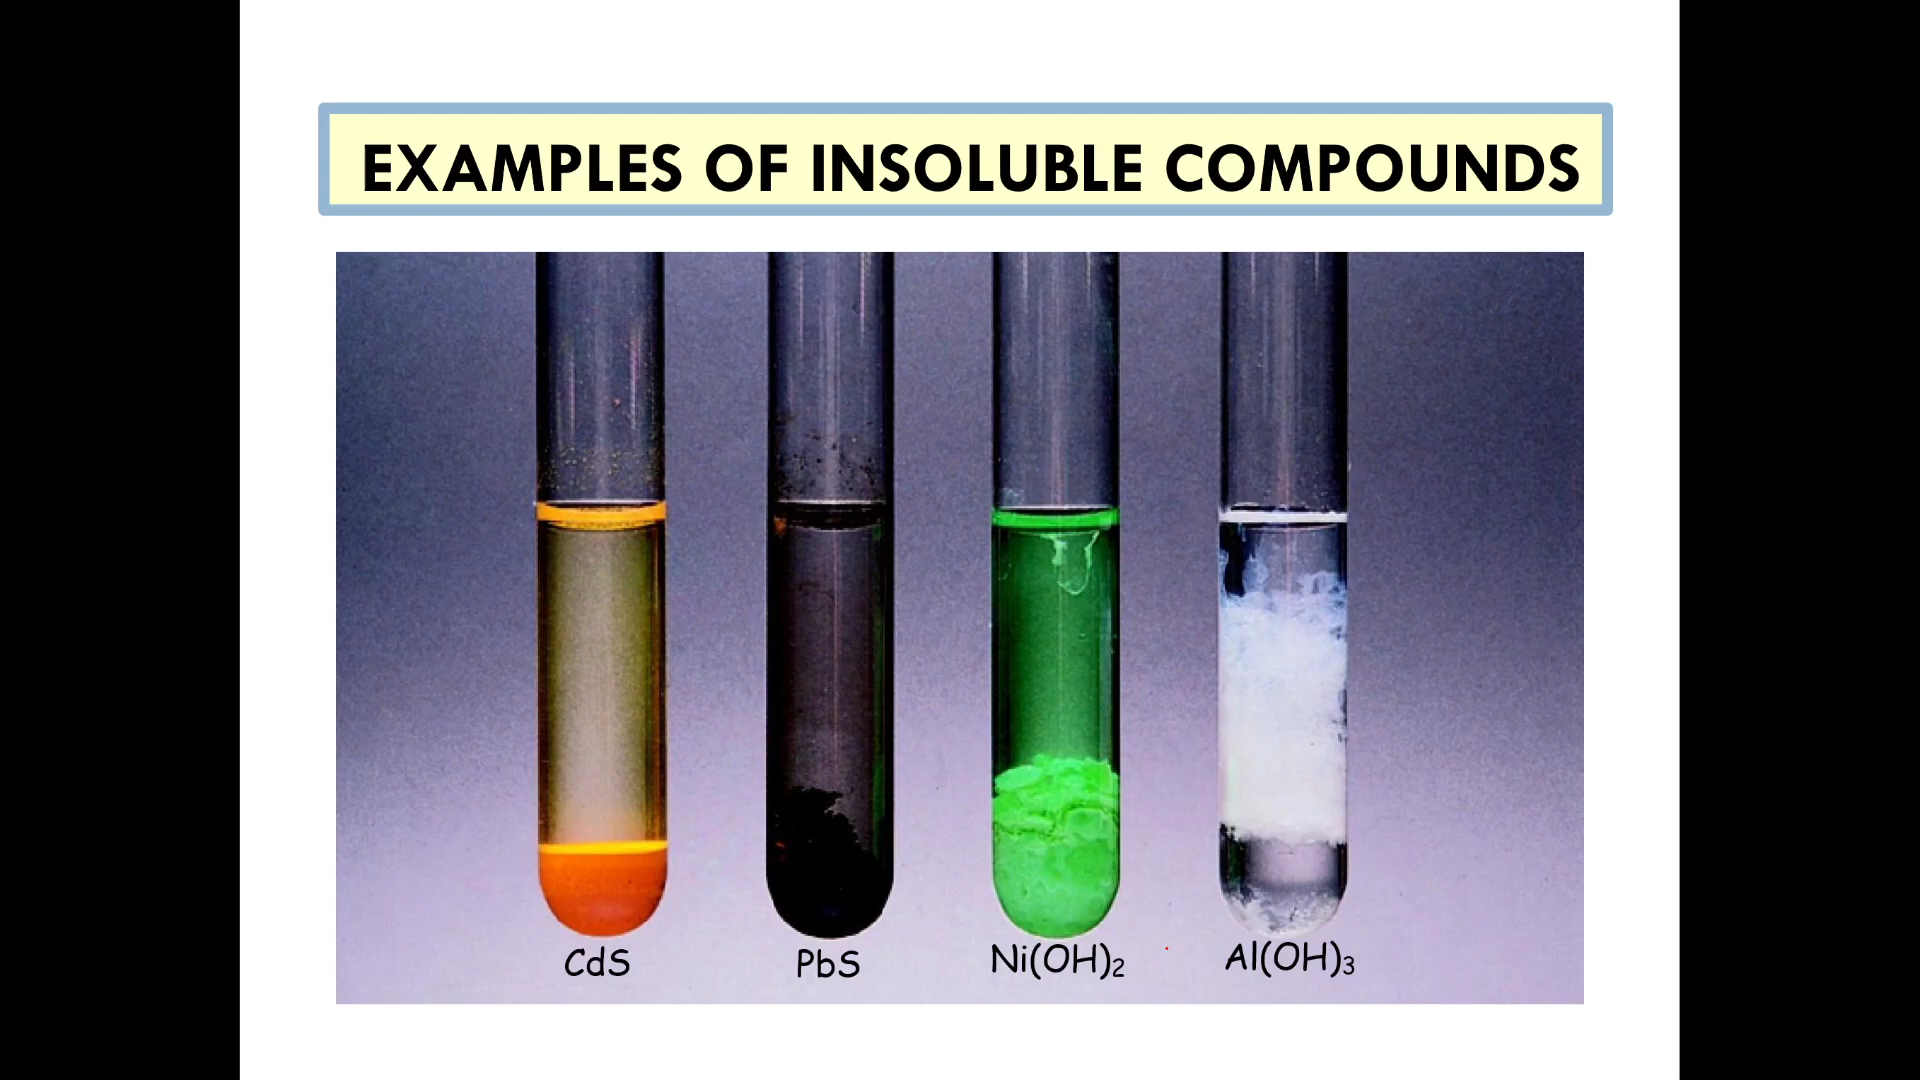 EXAMPLES OF INSOLUBLE COMPOUNDS
CdS PbS Ni(OH)₂ Al(OH)₃